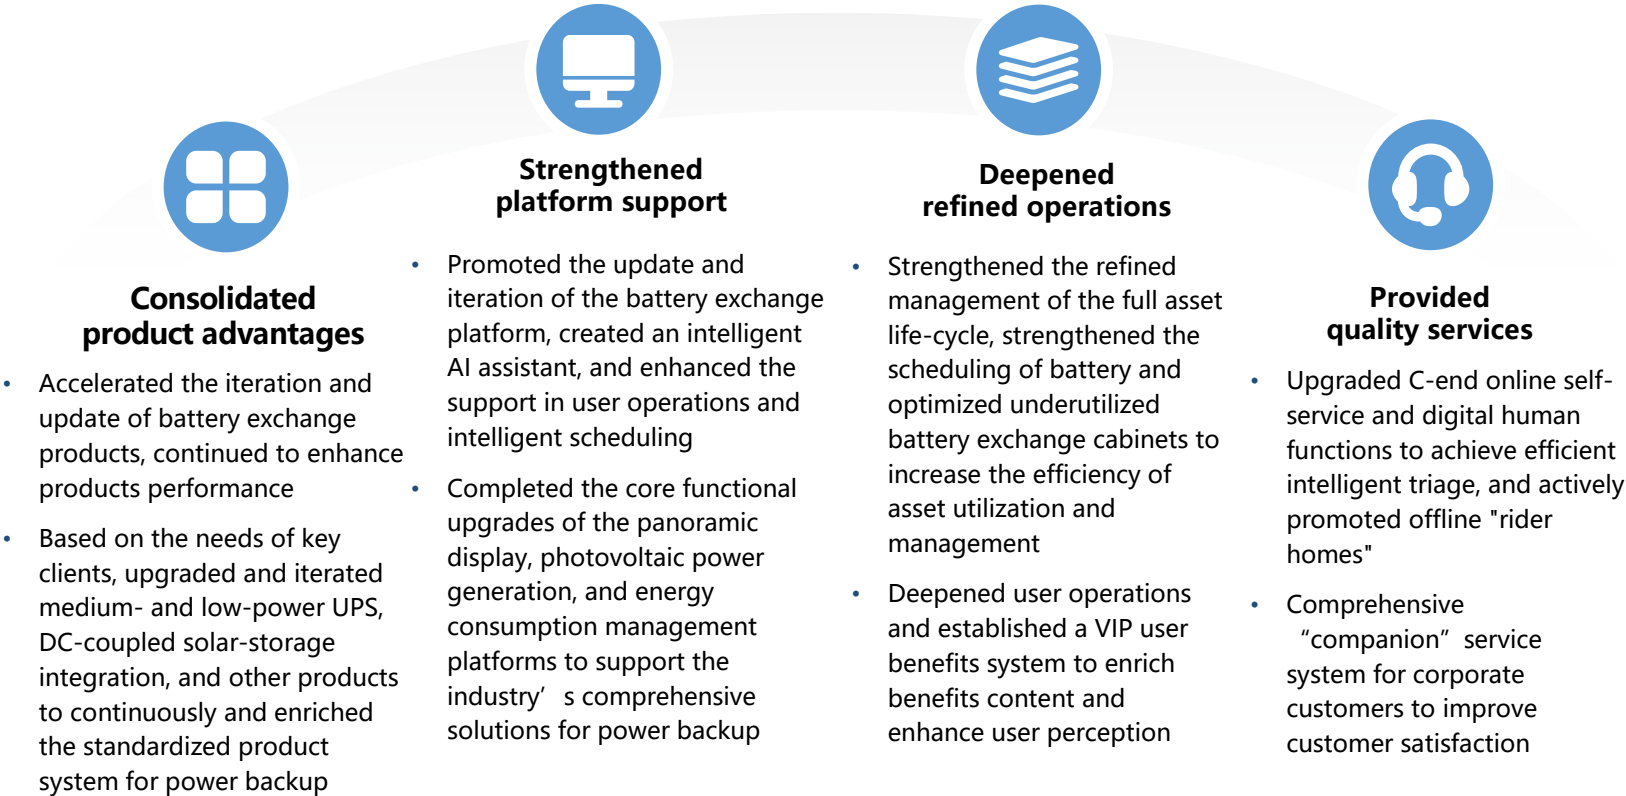 Consolidated
product advantages
• Accelerated the iteration and
update of battery exchange
products, continued to enhance
products performance
• Based on the needs of key
clients, upgraded and iterated
medium- and low-power UPS,
DC-coupled solar-storage
integration, and other products
to continuously and enriched
the standardized product
system for power backup
Strengthened
platform support
• Promoted the update and
iteration of the battery exchange
platform, created an intelligent
AI assistant, and enhanced the
support in user operations and
intelligent scheduling
• Completed the core functional
upgrades of the panoramic
display, photovoltaic power
generation, and energy
consumption management
platforms to support the
industry’ s comprehensive
solutions for power backup
Deepened
refined operations
• Strengthened the refined
management of the full asset
life-cycle, strengthened the
scheduling of battery and
optimized underutilized
battery exchange cabinets to
increase the efficiency of
asset utilization and
management
• Deepened user operations
and established a VIP user
benefits system to enrich
benefits content and
enhance user perception
Provided
quality services
• Upgraded C-end online self-
service and digital human
functions to achieve efficient
intelligent triage, and actively
promoted offline "rider
homes"
• Comprehensive
“companion” service
system for corporate
customers to improve
customer satisfaction